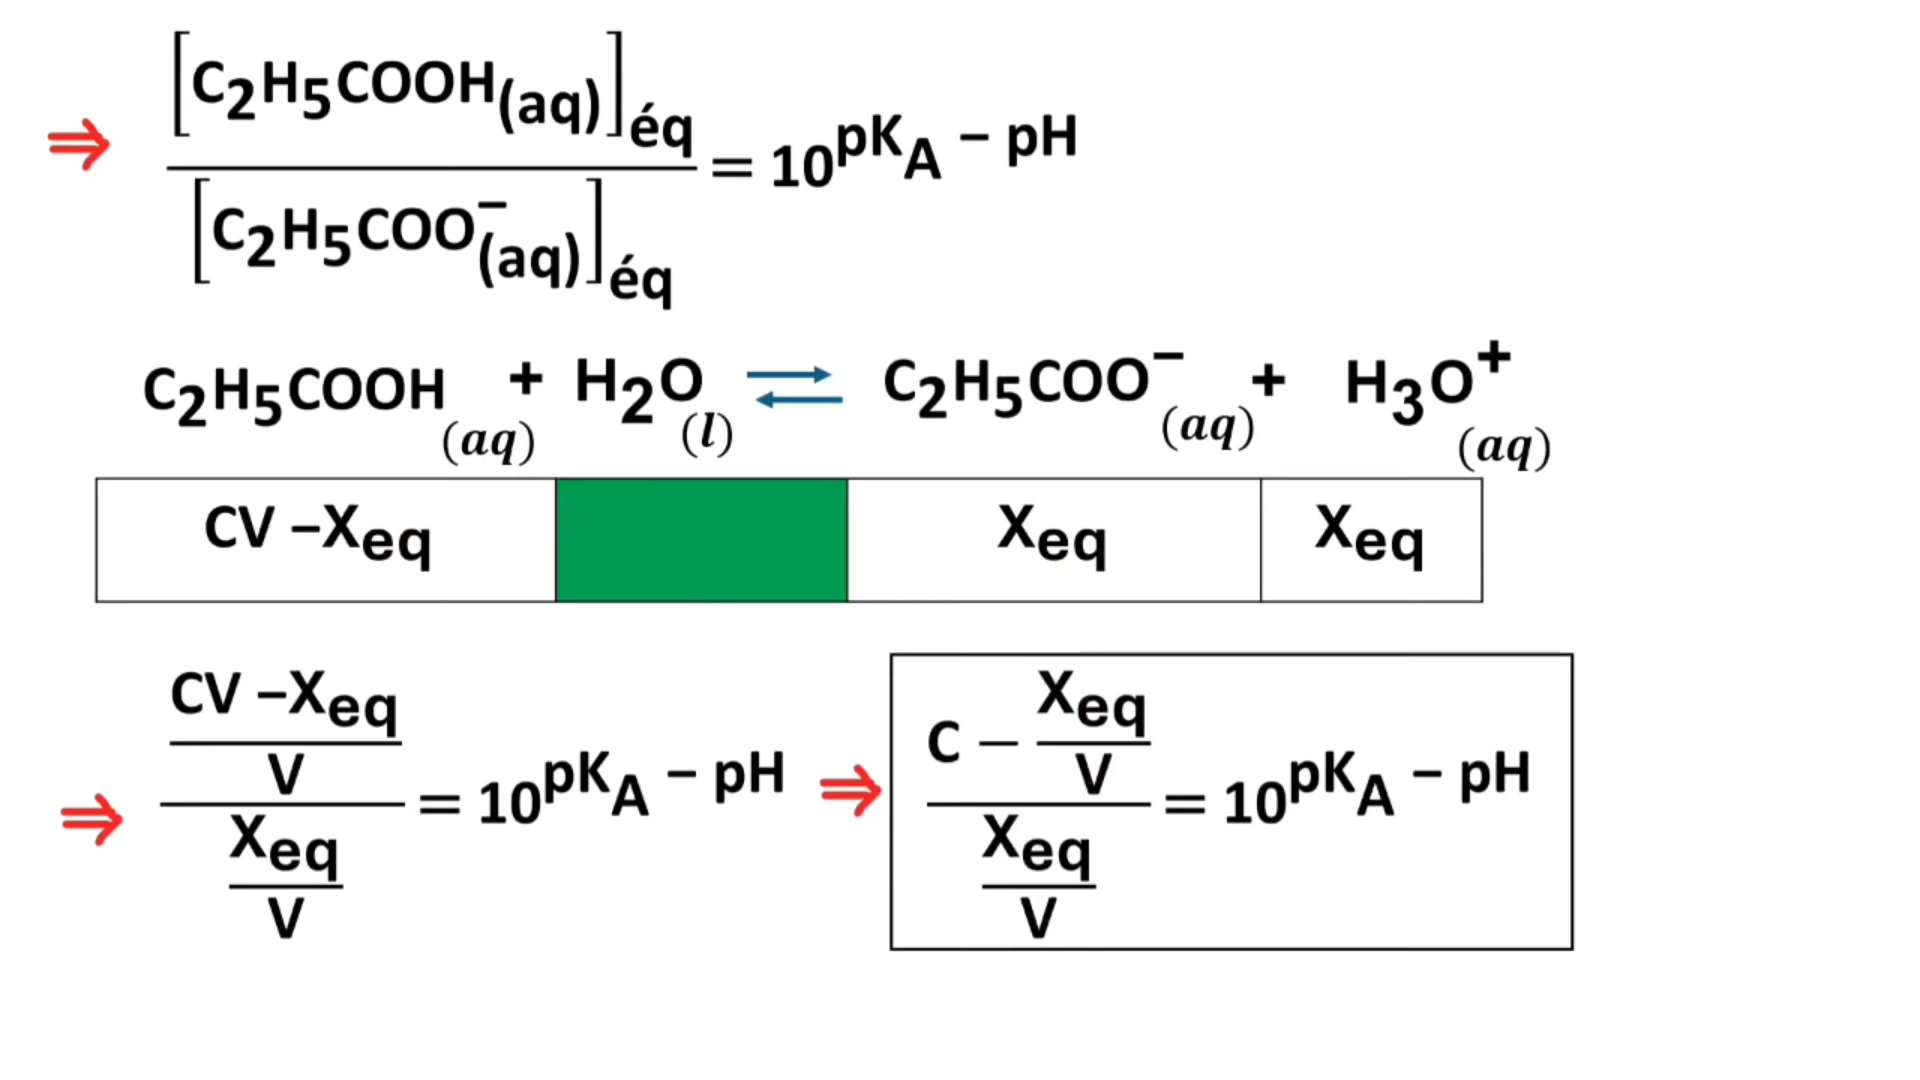 ⇒ [C2H5COOH(aq)]éq
[C2H5COO−(aq)]éq = 10^pKA − pH
C2H5COOH(aq) + H2O(l) ⇌ C2H5COO−(aq) + H3O+(aq)
CV −Xeq Xeq Xeq
⇒ CV −Xeq / V / Xeq / V = 10^pKA − pH ⇒ C − Xeq / V / Xeq / V = 10^pKA − pH